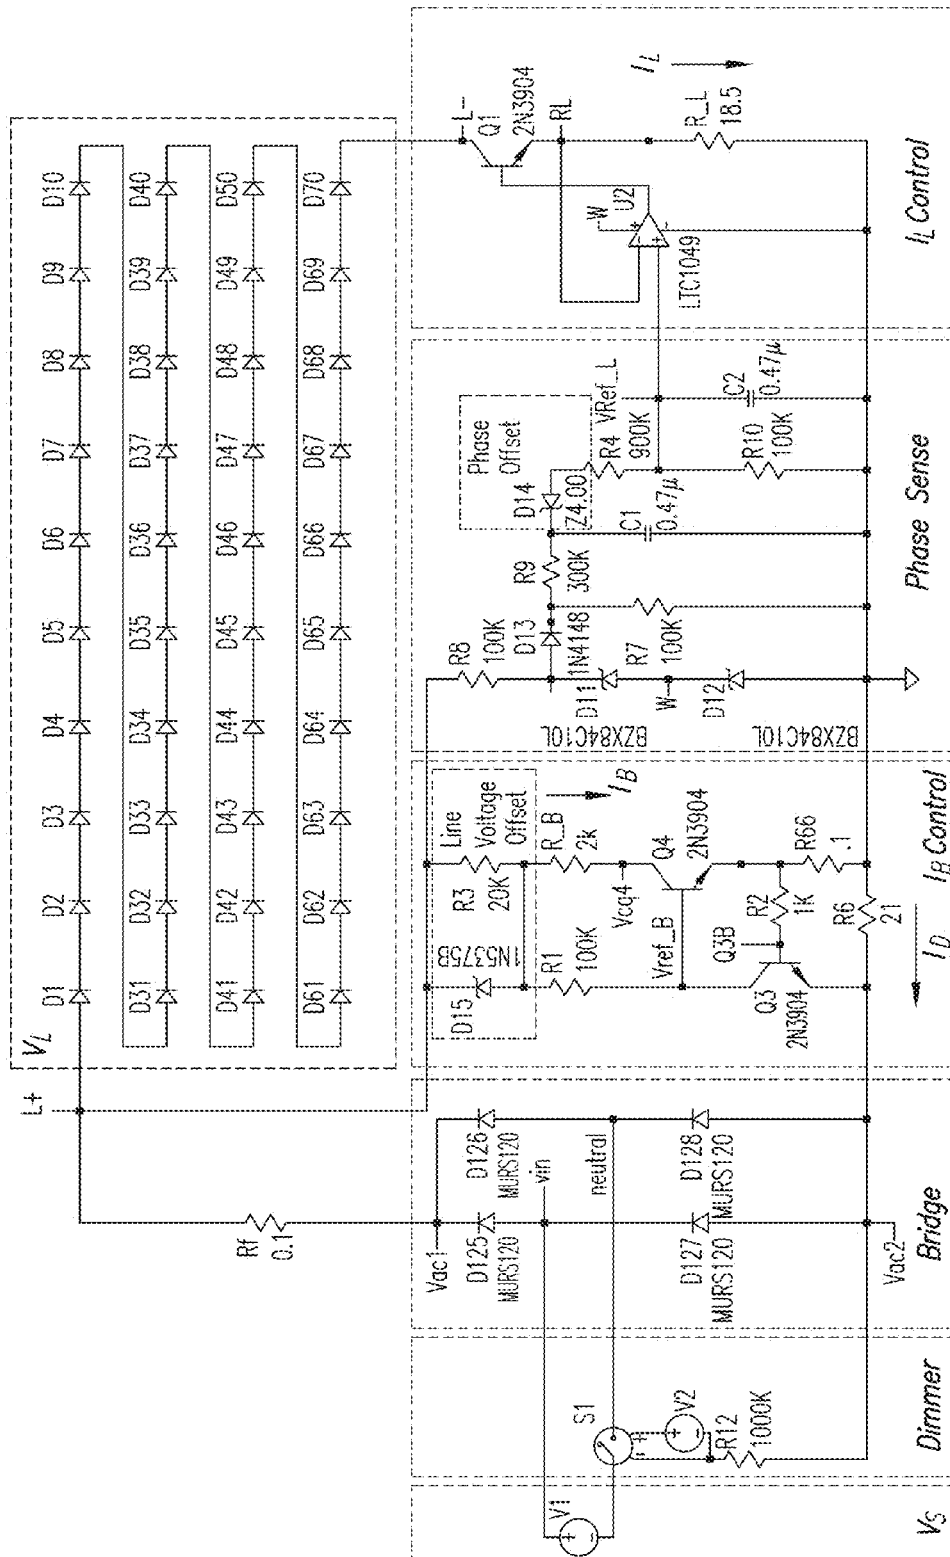 L+
V_L
D1 D2 D3 D4 D5 D6 D7 D8 D9 D10
D31 D32 D33 D34 D35 D36 D37 D38 D39 D40
D41 D42 D43 D44 D45 D46 D47 D48 D49 D50
D61 D62 D63 D64 D65 D66 D67 D68 D69 D70
Rf
0.1
V1
V_S
S1
V2
R12
1000K
Dimmer
Vac1
D125
MURS120
D126
MURS120
vin
neutral
D127
MURS120
D128
MURS120
Vac2
Bridge
D15
1N5375B
R3
20K
Line
Voltage
Offset
I_B
R1
100K
R_B
2k
Vcq4
Vref_B
Q4
2N3904
Q3B
Q3
2N3904
R2
1K
R66
.1
R6
21
I_D
I_B Control
R8
100K
D13
1N4148
D11
BZX84C10L
W
D12
BZX84C10L
R7
100K
R9
300K
C1
0.47μ
D14
Z4.00
Phase
Offset
R4
900K
VRef_L
R10
100K
C2
0.47μ
Phase Sense
L-
Q1
2N3904
RL
W
U2
LTC1049
R_L
18.5
I_L
I_L Control